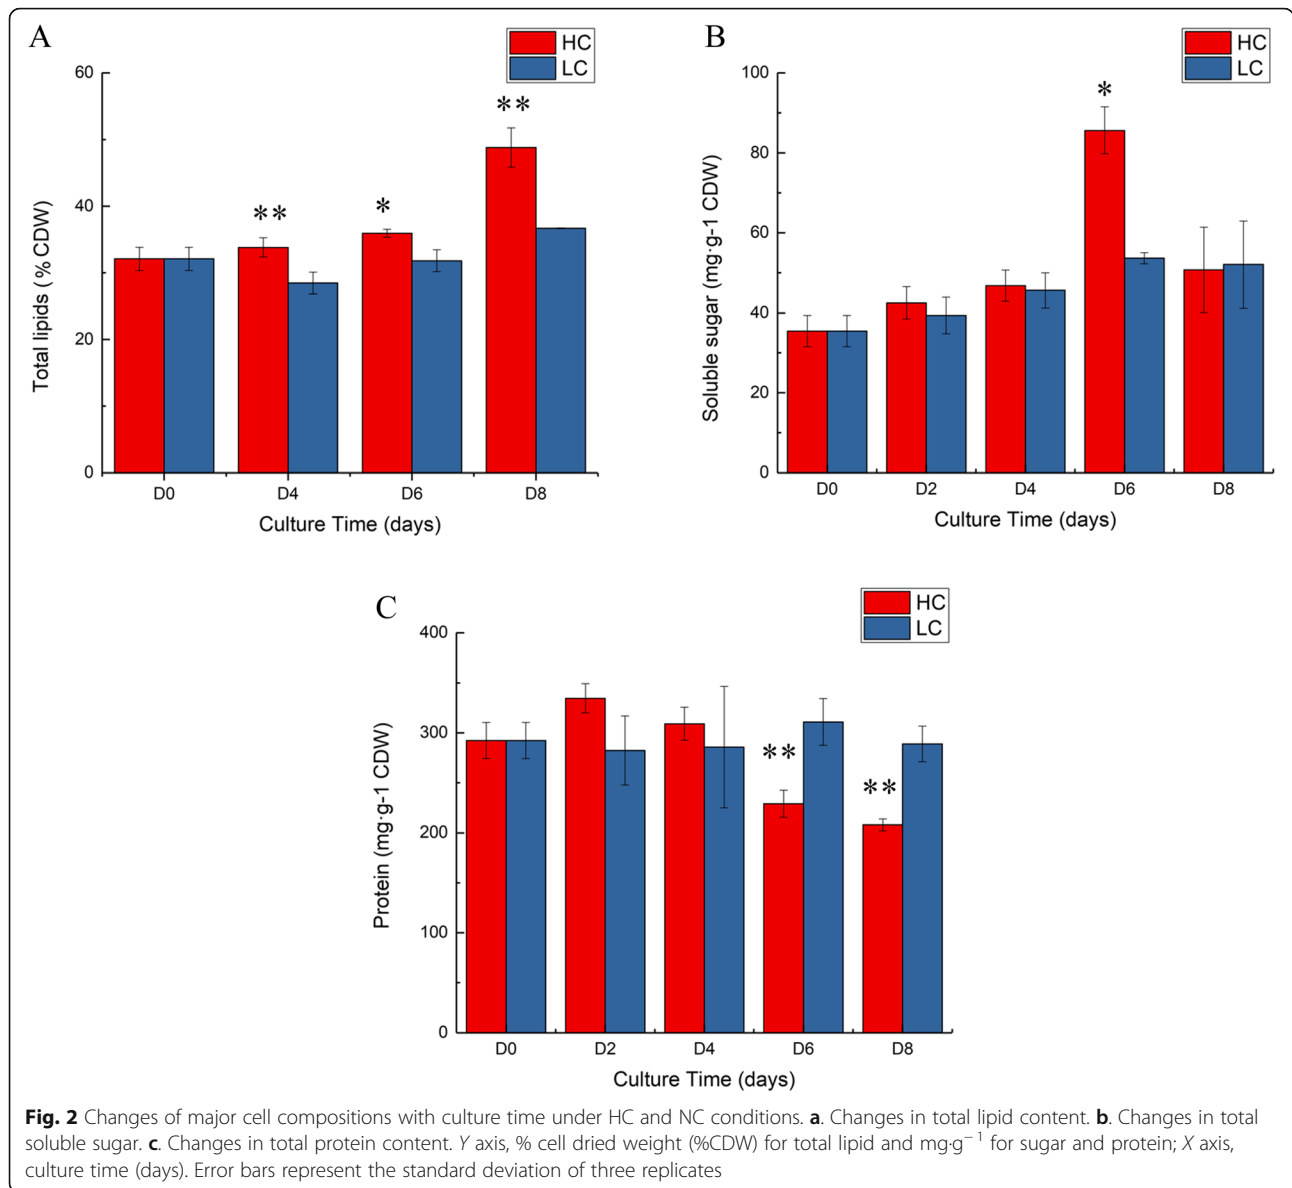 A
HC
LC
60
40
20
0
Total lipids ( % CDW)
**
*
**
D0 D4 D6 D8
Culture Time (days)
B
HC
LC
100
80
60
40
20
0
Soluble sugar (mg·g-1 CDW)
*
D0 D2 D4 D6 D8
Culture Time (days)
C
HC
LC
400
300
200
100
0
Protein (mg·g-1 CDW)
**
**
D0 D2 D4 D6 D8
Culture Time (days)
Fig. 2 Changes of major cell compositions with culture time under HC and NC conditions. a. Changes in total lipid content. b. Changes in total
soluble sugar. c. Changes in total protein content. Y axis, % cell dried weight (%CDW) for total lipid and mg·g⁻¹ for sugar and protein; X axis,
culture time (days). Error bars represent the standard deviation of three replicates